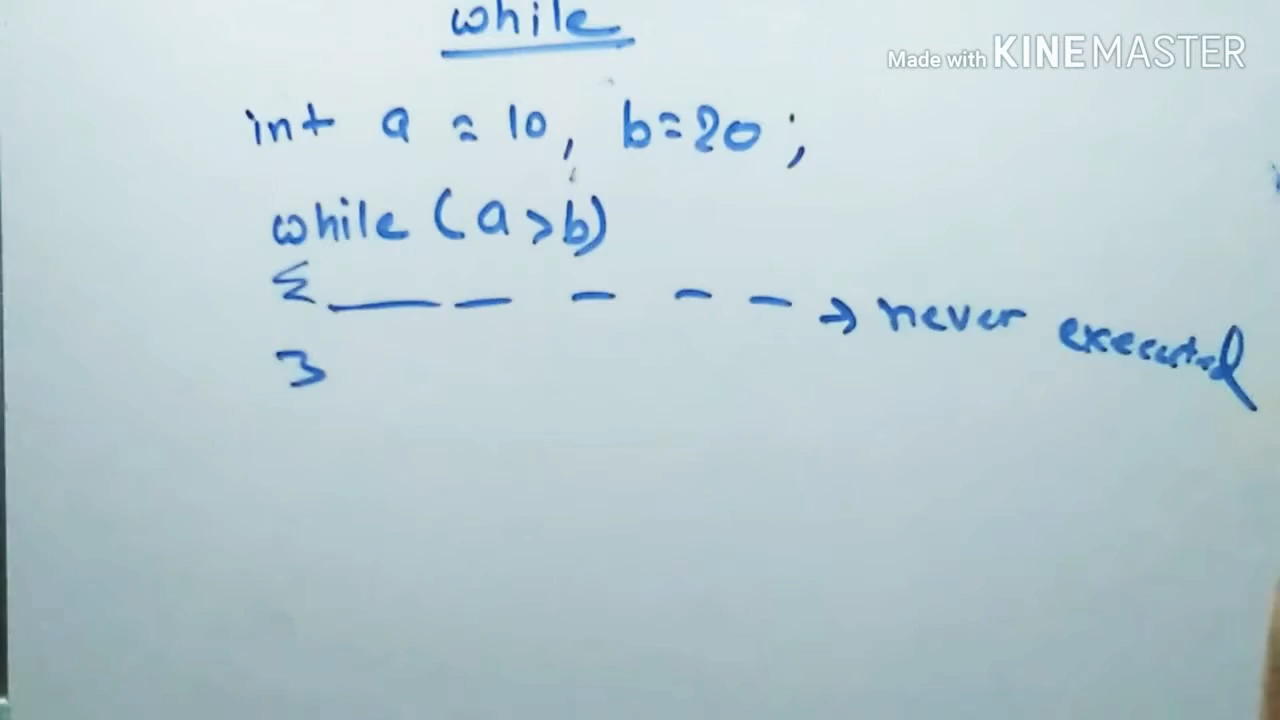 while
Made with KINEMASTER
int a = 10, b=20;
while (a>b)
{ — — — — — → never executed
}